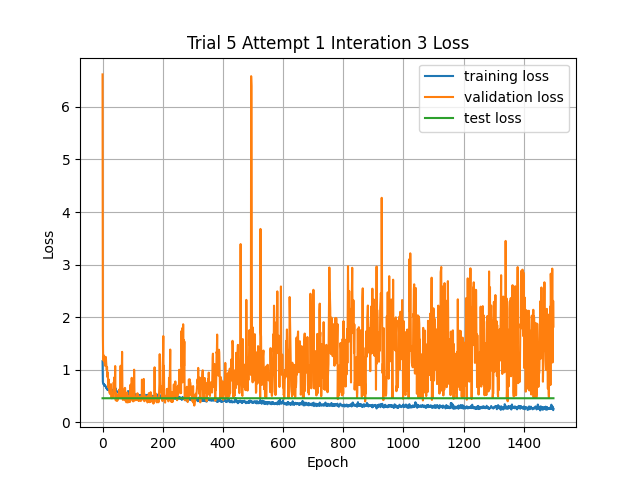 Trial 5 Attempt 1 Interation 3 Loss
training loss
validation loss
test loss
6
5
4
3
2
1
0
Loss
0 200 400 600 800 1000 1200 1400
Epoch